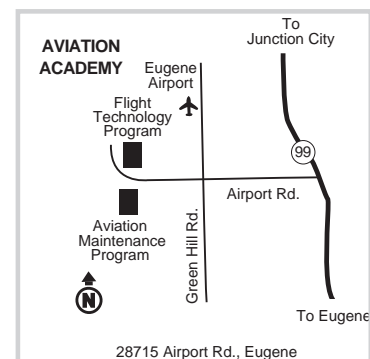 To
Junction City
AVIATION
ACADEMY
Eugene
Airport
Flight
Technology
Program
99
Airport Rd.
Aviation
Maintenance
Program
Green Hill Rd.
N
To Eugene
28715 Airport Rd., Eugene